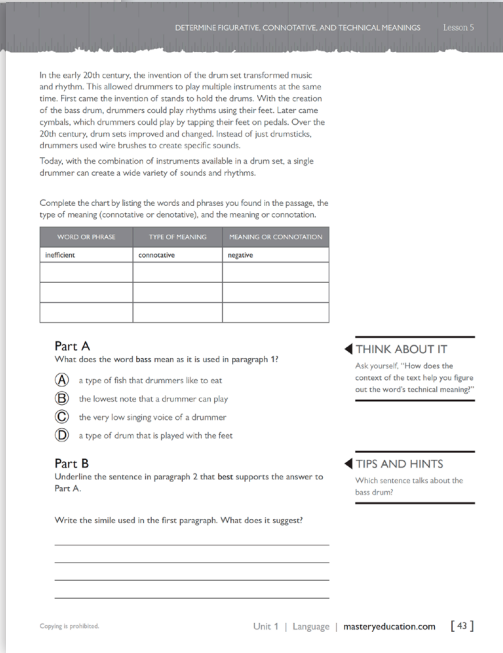 DETERMINE FIGURATIVE, CONNOTATIVE, AND TECHNICAL MEANINGS Lesson 5
In the early 20th century, the invention of the drum set transformed music
and rhythm. This allowed drummers to play multiple instruments at the same
time. First came the invention of stands to hold the drums. With the creation
of the bass drum, drummers could play rhythms using their feet. Later came
cymbals, which drummers could play by tapping their feet on pedals. Over the
20th century, drum sets improved and changed. Instead of just drumsticks,
drummers used wire brushes to create specific sounds.
Today, with the combination of instruments available in a drum set, a single
drummer can create a wide variety of sounds and rhythms.
Complete the chart by listing the words and phrases you found in the passage, the
type of meaning (connotative or denotative), and the meaning or connotation.
WORD OR PHRASE TYPE OF MEANING MEANING OR CONNOTATION
inefficient connotative negative
Part A
What does the word bass mean as it is used in paragraph 1?
A a type of fish that drummers like to eat
B the lowest note that a drummer can play
C the very low singing voice of a drummer
D a type of drum that is played with the feet
THINK ABOUT IT
Ask yourself, "How does the
context of the text help you figure
out the word's technical meaning?"
Part B
Underline the sentence in paragraph 2 that best supports the answer to
Part A.
TIPS AND HINTS
Which sentence talks about the
bass drum?
Write the simile used in the first paragraph. What does it suggest?
Copying is prohibited.
Unit 1 | Language | masteryeducation.com [ 43 ]